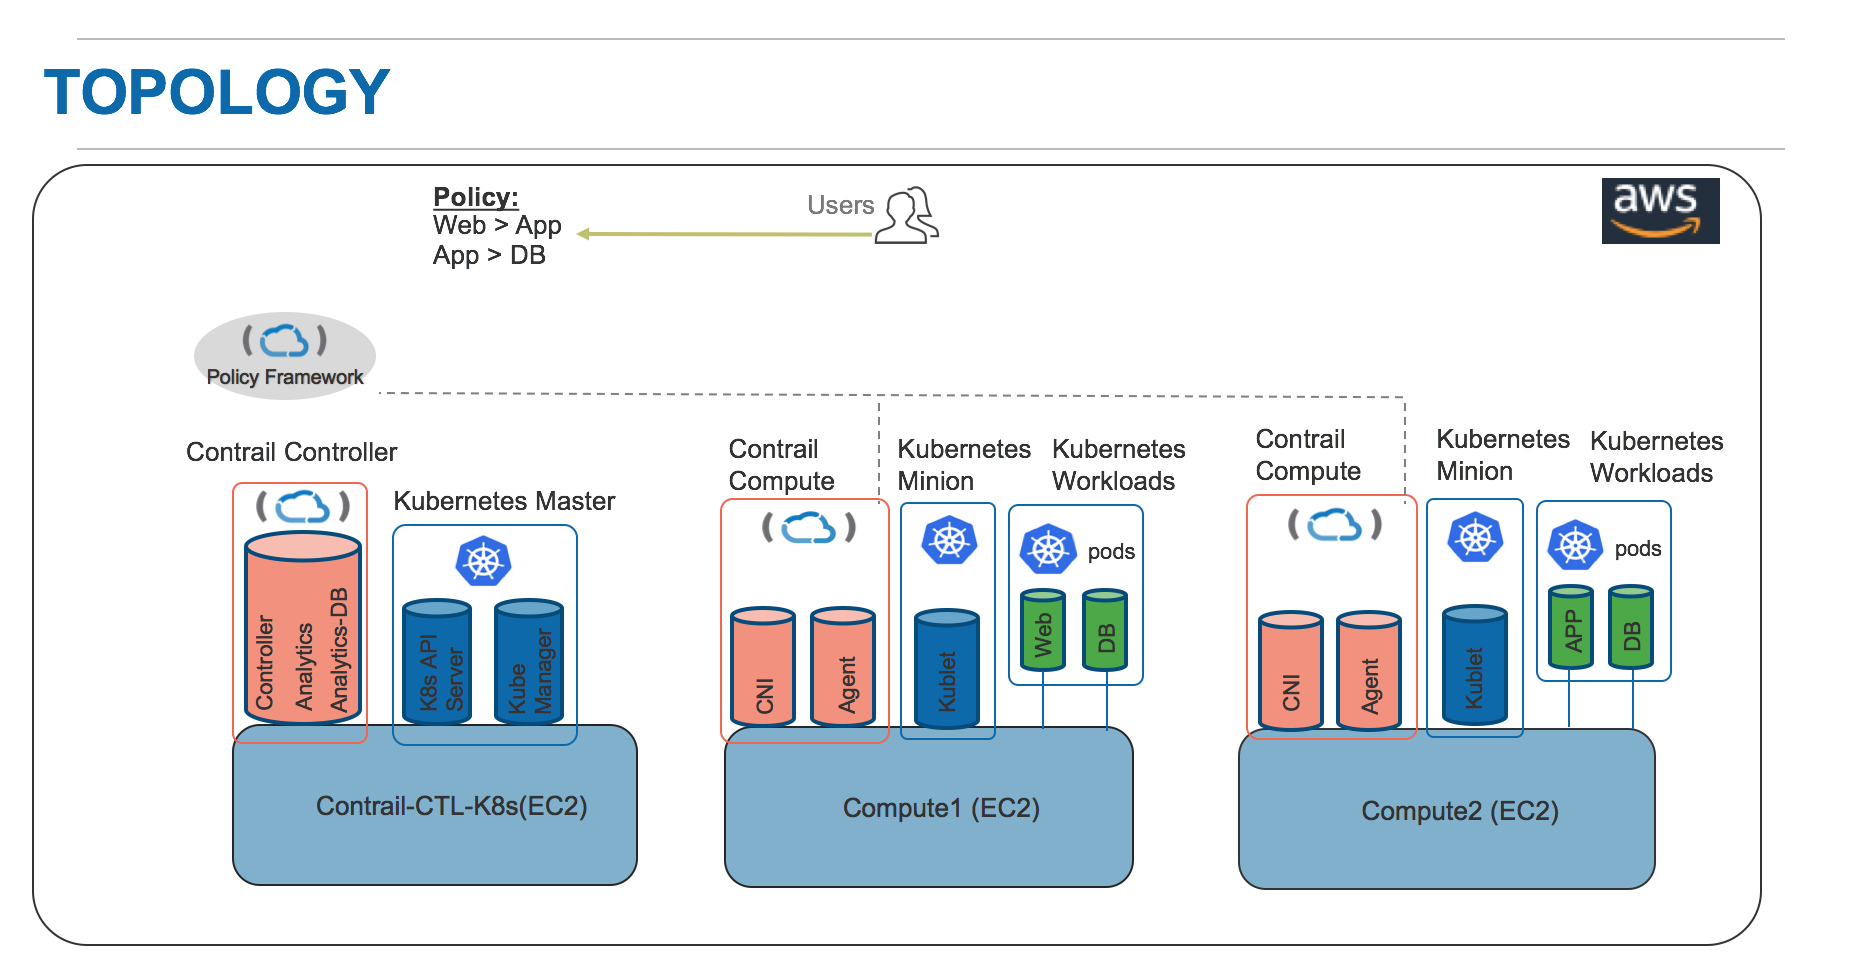 TOPOLOGY
Policy:
Web > App
App > DB
Users
aws
Policy Framework
Contrail Controller
Controller
Analytics
Analytics-DB
Kubernetes Master
K8s API
Server
Kube
Manager
Contrail-CTL-K8s(EC2)
Contrail
Compute
CNI
Agent
Kubernetes
Minion
Kublet
Kubernetes
Workloads
pods
Web
DB
Compute1 (EC2)
Contrail
Compute
CNI
Agent
Kubernetes
Minion
Kublet
Kubernetes
Workloads
pods
APP
DB
Compute2 (EC2)